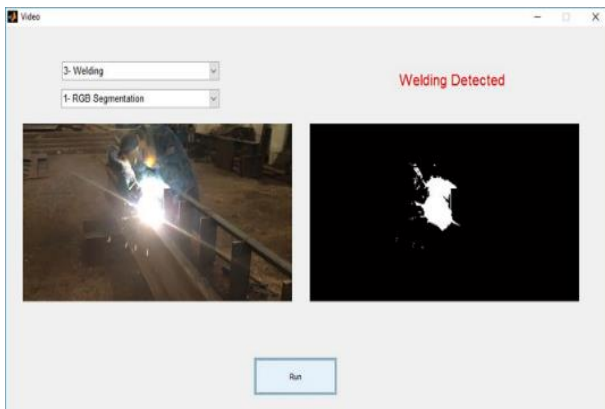 Video
3- Welding
1- RGB Segmentation
Welding Detected
Run